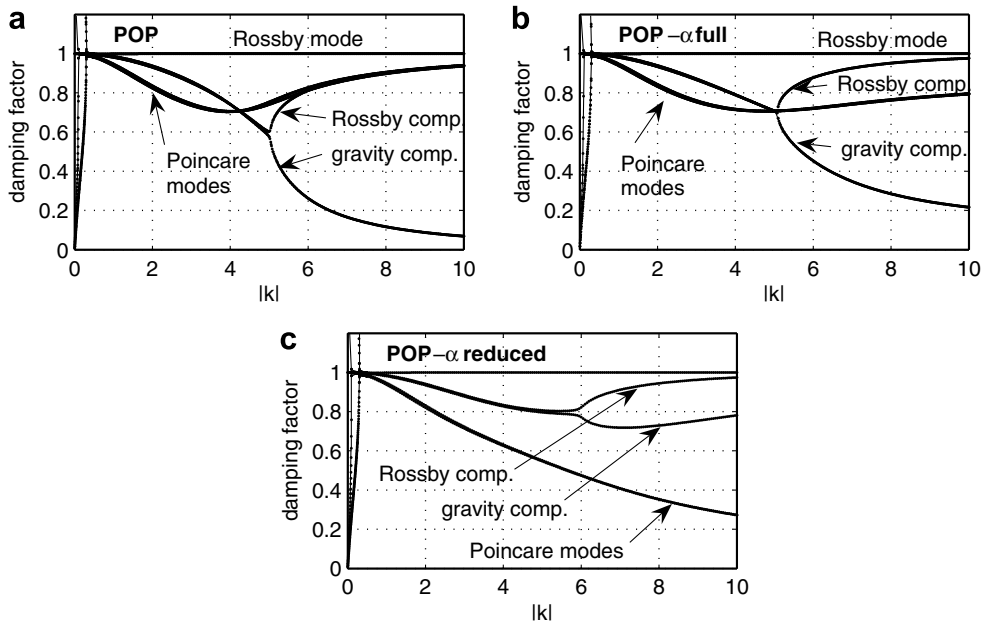 a
POP
Rossby mode
1
0.8
0.6
0.4
0.2
0
damping factor
Rossby comp.
gravity comp.
Poincare
modes
0 2 4 6 8 10
|k|
b
POP –α full
Rossby mode
1
0.8
0.6
0.4
0.2
0
damping factor
Rossby comp.
gravity comp.
Poincare
modes
0 2 4 6 8 10
|k|
c
POP–α reduced
1
0.8
0.6
0.4
0.2
0
damping factor
Rossby comp.
gravity comp.
Poincare modes
0 2 4 6 8 10
|k|